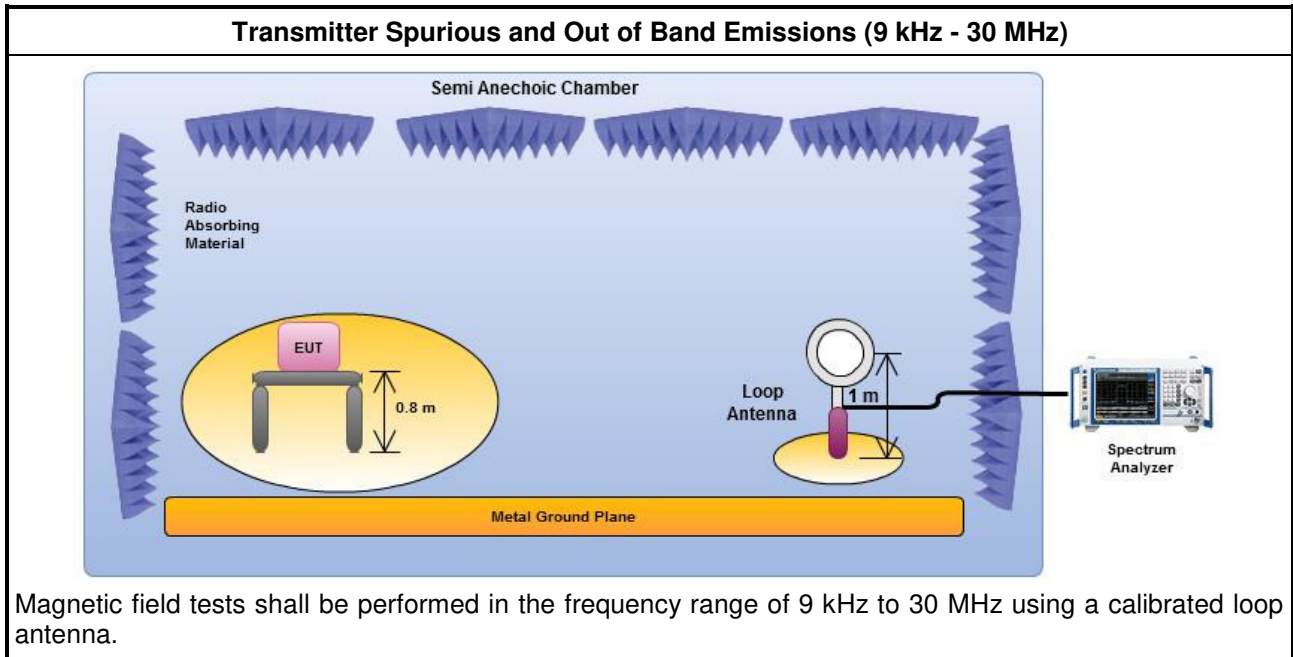 Transmitter Spurious and Out of Band Emissions (9 kHz - 30 MHz)
Semi Anechoic Chamber
Radio
Absorbing
Material
EUT
0.8 m
Loop
Antenna
1 m
Spectrum
Analyzer
Metal Ground Plane
Magnetic field tests shall be performed in the frequency range of 9 kHz to 30 MHz using a calibrated loop
antenna.